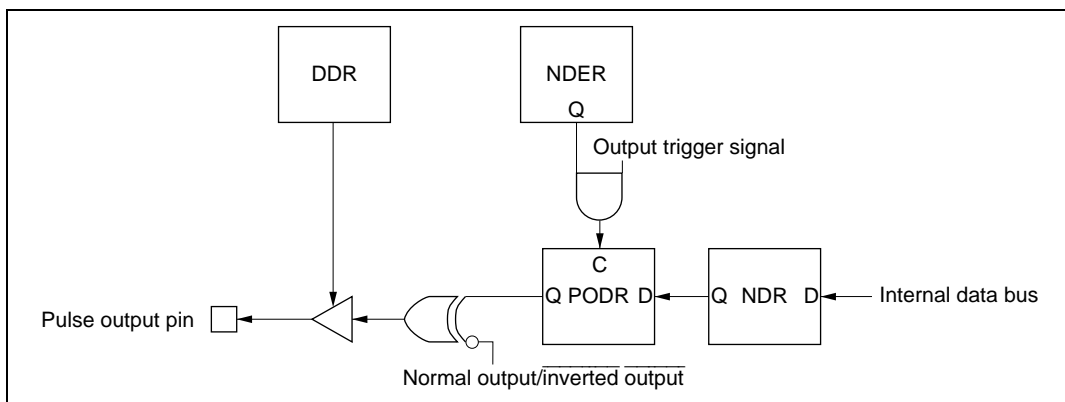 DDR
NDER
Q
Output trigger signal
C
Q PODR D
Q NDR D
Internal data bus
Pulse output pin
Normal output/inverted output